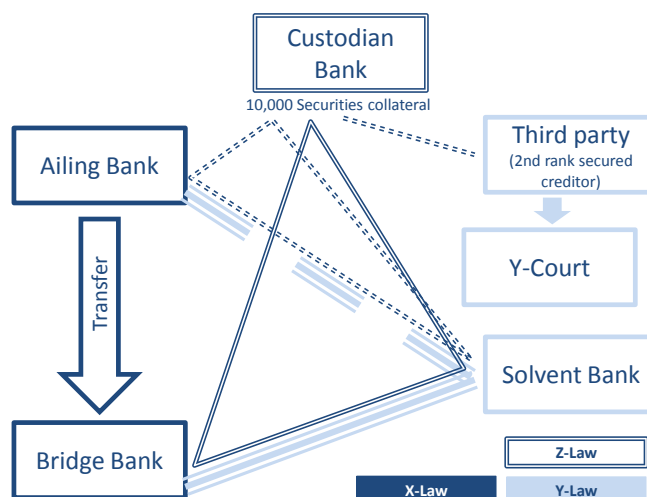 Custodian
Bank
10,000 Securities collateral
Ailing Bank
Third party
(2nd rank secured
creditor)
Y-Court
Transfer
Solvent Bank
Bridge Bank
Z-Law
X-Law
Y-Law